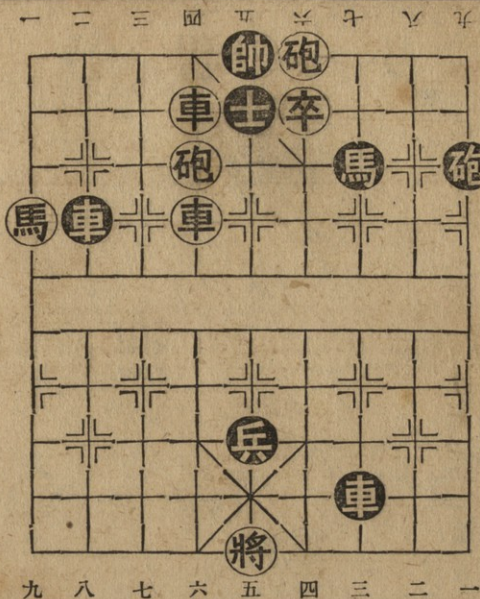 一 二 三 四 五 六 七 八 九
帥 砲
車 士 卒
砲 馬 砲
馬 車 車
兵
車
將
九 八 七 六 五 四 三 二 一